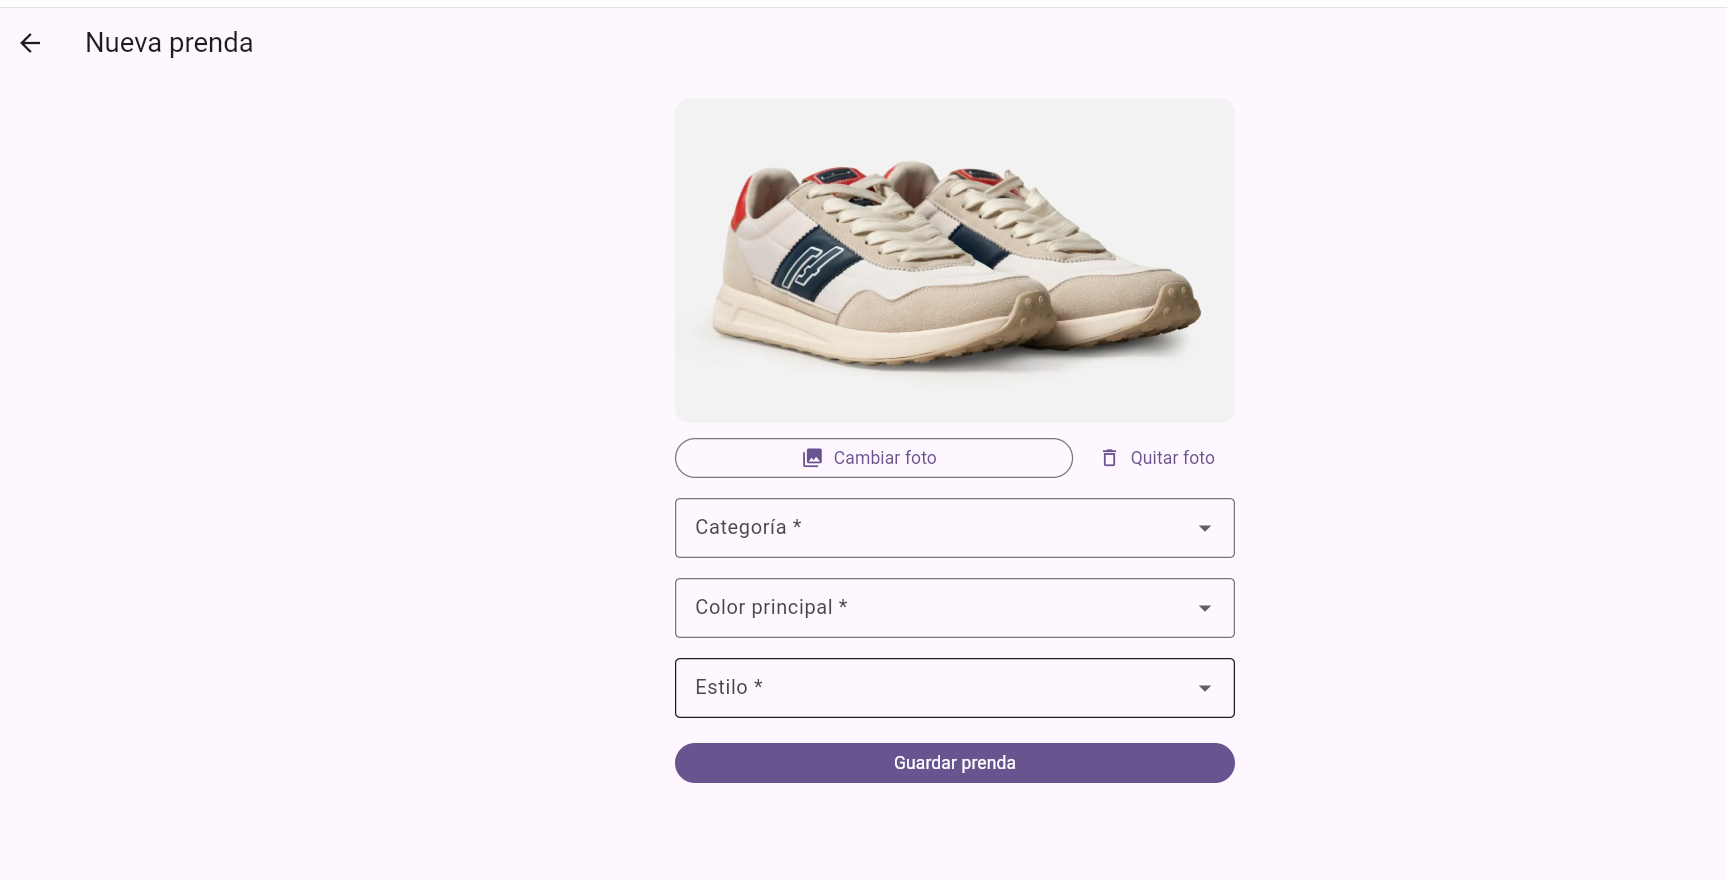 Nueva prenda
Cambiar foto
Quitar foto
Categoría *
Color principal *
Estilo *
Guardar prenda